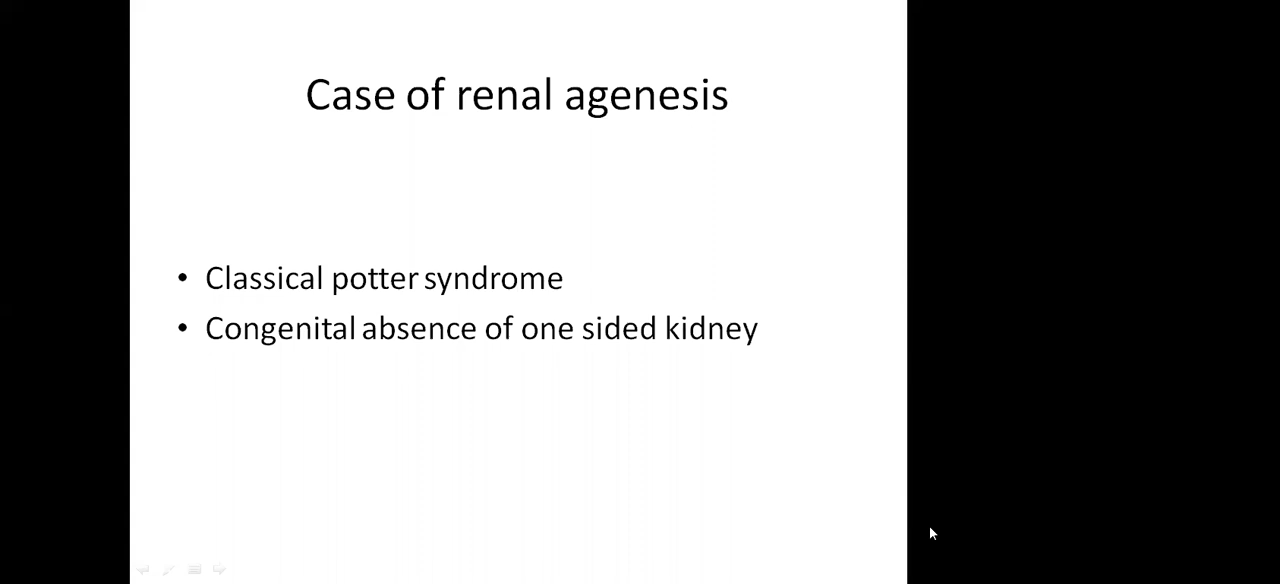 Case of renal agenesis
• Classical potter syndrome
• Congenital absence of one sided kidney